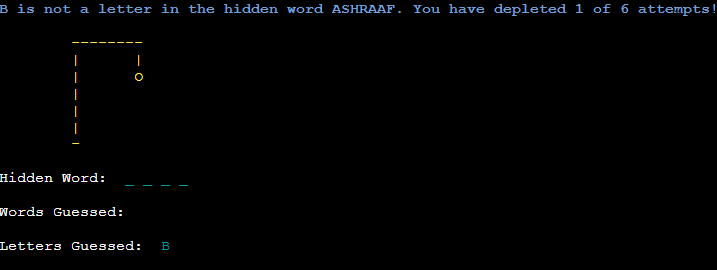 B is not a letter in the hidden word ASHRAAF. You have depleted 1 of 6 attempts!
Hidden Word: _ _ _ _
Words Guessed:
Letters Guessed: B